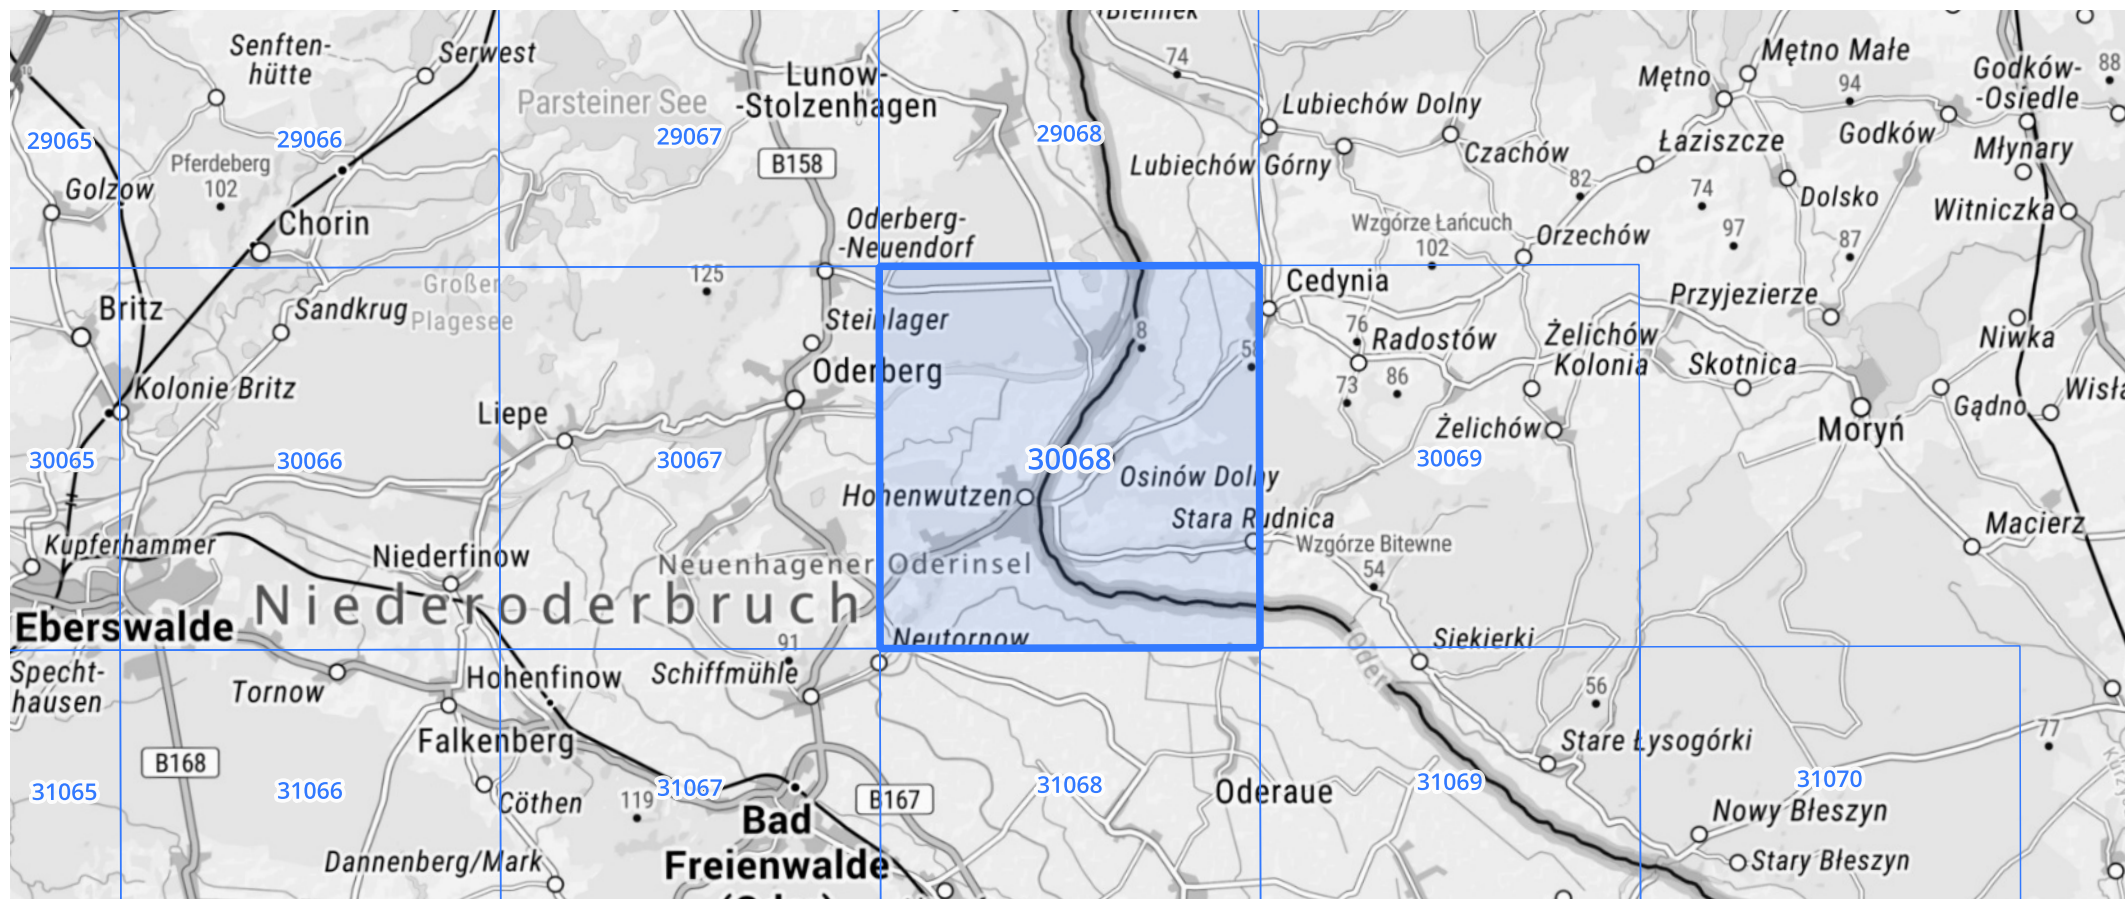 Bielinek
Senften-
hütte
Serwest
Parsteiner See
Lunow-
-Stolzenhagen
74
Mętno Małe
Mętno
94
Godków-
-Osiedle
88
29065
29066
29067
29068
B158
Lubiechów Dolny
Lubiechów Górny
Czachów
Łaziszcze
Godków
Młynary
Pferdeberg
102
Golzow
Chorin
Oderberg-
-Neuendorf
82
74
Dolsko
Witniczka
Wzgórze Łańcuch
102
Orzechów
97
87
125
Großer
Plagesee
Sandkrug
Britz
Steinlager
Cedynia
Przyjezierze
8
58
76
Radostów
Żelichów
Kolonia
Skotnica
Niwka
Kolonie Britz
Oderberg
73
86
Gądno
Liepe
Żelichów
Moryń
30065
30066
30067
30068
30069
Hohenwutzen
Osinów Dolny
Stara Rudnica
Wzgórze Bitewne
54
Macierz
Kupferhammer
Niederfinow
Neuenhagener Oderinsel
Niederoderbruch
Eberswalde
91
Neutornow
Siekierki
Oder
Specht-
hausen
Tornow
Hohenfinow
Schiffmühle
56
Falkenberg
Stare Łysogórki
77
B168
31065
31066
31067
31068
31069
31070
Cöthen
119
B167
Oderaue
Bad
Freienwalde
Nowy Błeszyn
Stary Błeszyn
Dannenberg/Mark